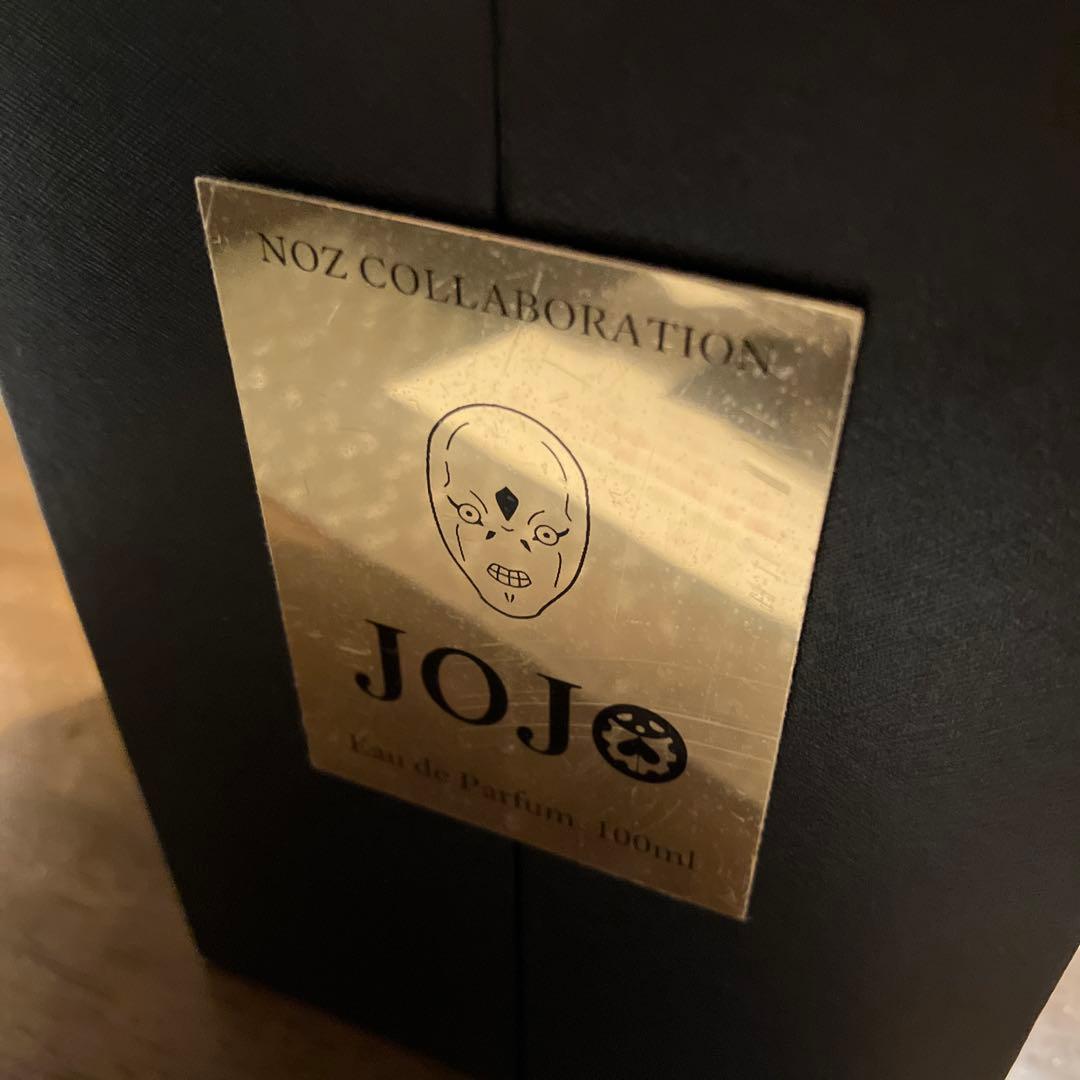 NOZ COLLABORATION
JOJO
Eau de Parfum 100ml